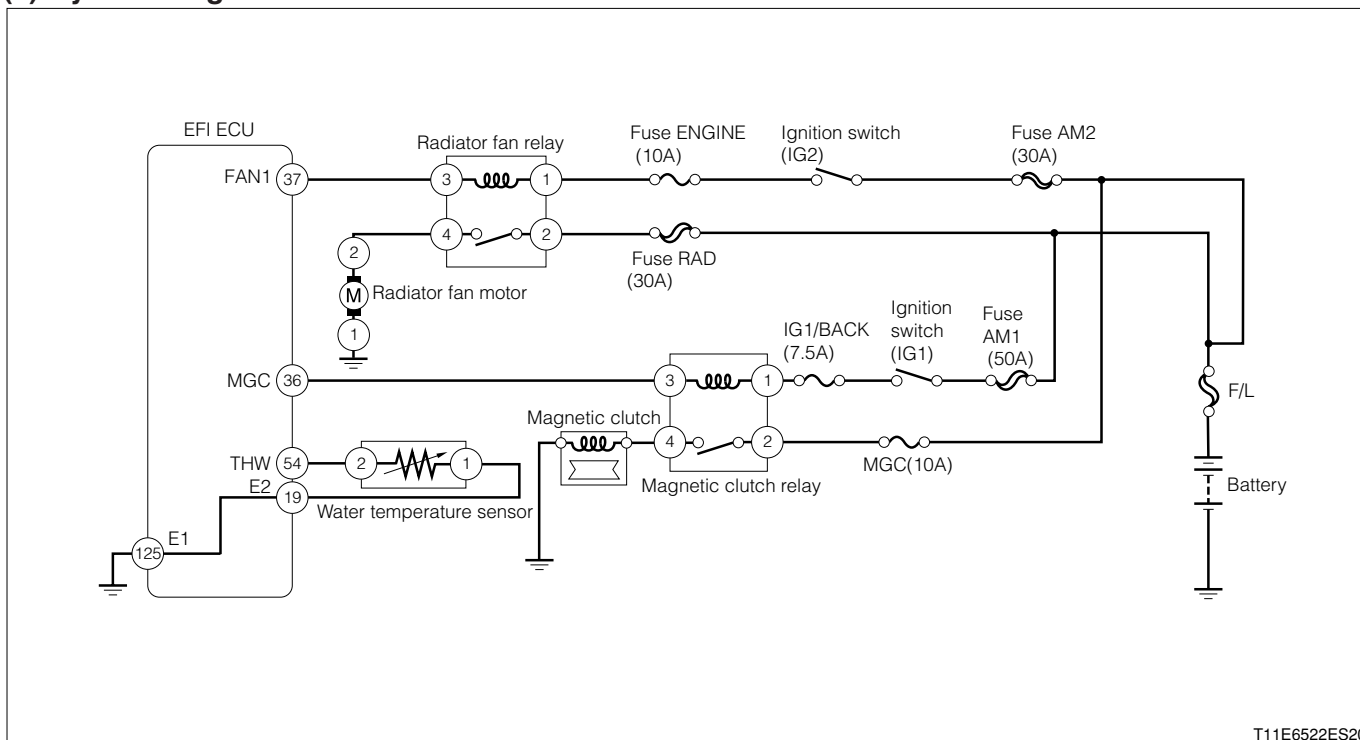 EFI ECU
Radiator fan relay
Fuse ENGINE
(10A)
Ignition switch
(IG2)
Fuse AM2
(30A)
FAN1 37
3
1
4
2
Fuse RAD
(30A)
2
M
Radiator fan motor
1
IG1/BACK
(7.5A)
Ignition
switch
(IG1)
Fuse
AM1
(50A)
MGC 36
3
1
F/L
Magnetic clutch
4
2
MGC(10A)
Magnetic clutch relay
THW 54
2
1
E2
19
Water temperature sensor
Battery
E1
125
T11E6522ES20